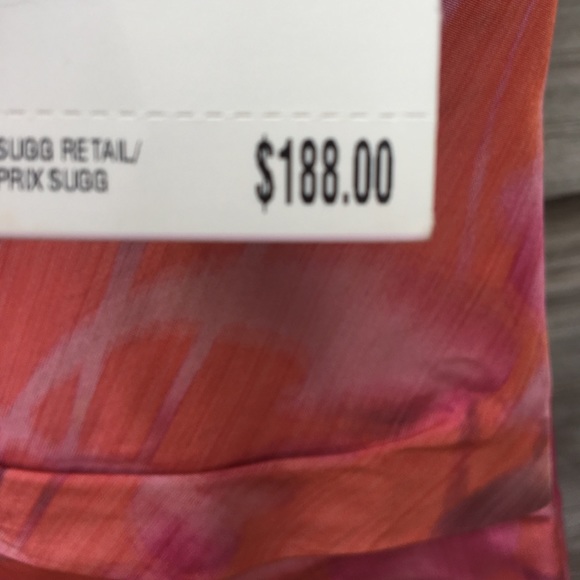 SUGG RETAIL/
PRIX SUGG
$188.00